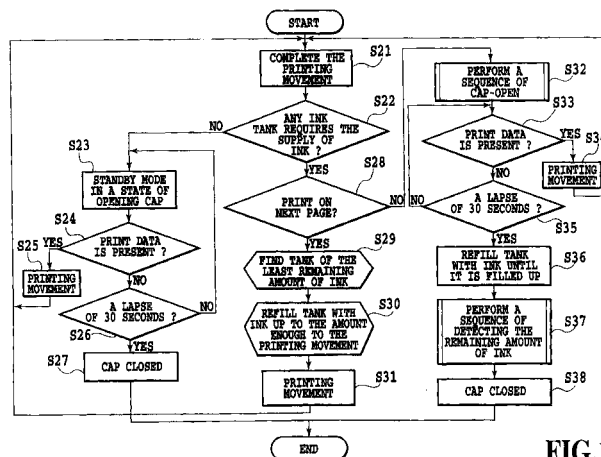 START
S21
COMPLETE THE
PRINTING
MOVEMENT
S22
ANY INK
TANK REQUIRES THE
SUPPLY OF
INK ?
NO
YES
S23
STANDBY MODE
IN A STATE OF
OPENING CAP
S24
PRINT DATA
IS PRESENT ?
YES
NO
S25
PRINTING
MOVEMENT
A LAPSE
OF 30 SECONDS ?
NO
S26
YES
S27
CAP CLOSED
S28
PRINT ON
NEXT PAGE?
NO
YES
S29
FIND TANK OF THE
LEAST REMAINING
AMOUNT OF INK
S30
REFILL TANK WITH
INK UP TO THE AMOUNT
ENOUGH TO THE
PRINTING MOVEMENT
S31
PRINTING
MOVEMENT
S32
PERFORM A
SEQUENCE OF
CAP-OPEN
S33
PRINT DATA
IS PRESENT ?
YES
NO
PRINTING
MOVEMENT
A LAPSE
OF 30 SECONDS ?
NO
S35
YES
S36
REFILL TANK
WITH INK UNTIL
IT IS FILLED UP
S37
PERFORM A
SEQUENCE OF
DETECTING THE
REMAINING AMOUNT
OF INK
S38
CAP CLOSED
END